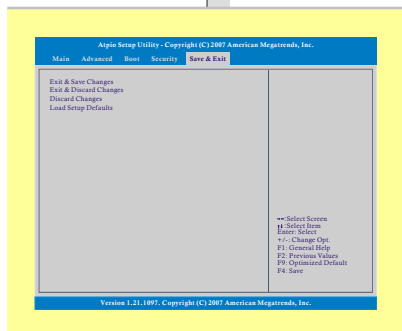 Atpio Setup Utility - Copyright (C) 2007 American Megatrends, Inc.
Main Advanced Boot Security Save & Exit
Exit & Save Changes
Exit & Discard Changes
Discard Changes
Load Setup Defaults
→←:Select Screen
↑↓ :Select Item
Enter: Select
+/-: Change Opt.
F1: General Help
F2: Previous Values
F9: Optimized Default
F4: Save
Version 1.21.1097. Copyright (C) 2007 American Megatrends, Inc.